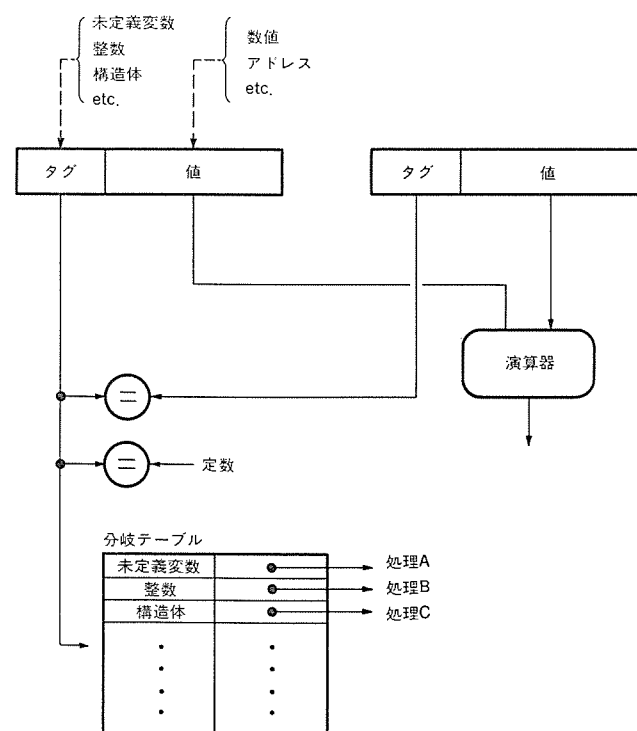 未定義変数
整数
構造体
etc.
数値
アドレス
etc.
タグ 値
タグ 値
演算器
=
= 定数
分岐テーブル
未定義変数 処理A
整数 処理B
構造体 処理C